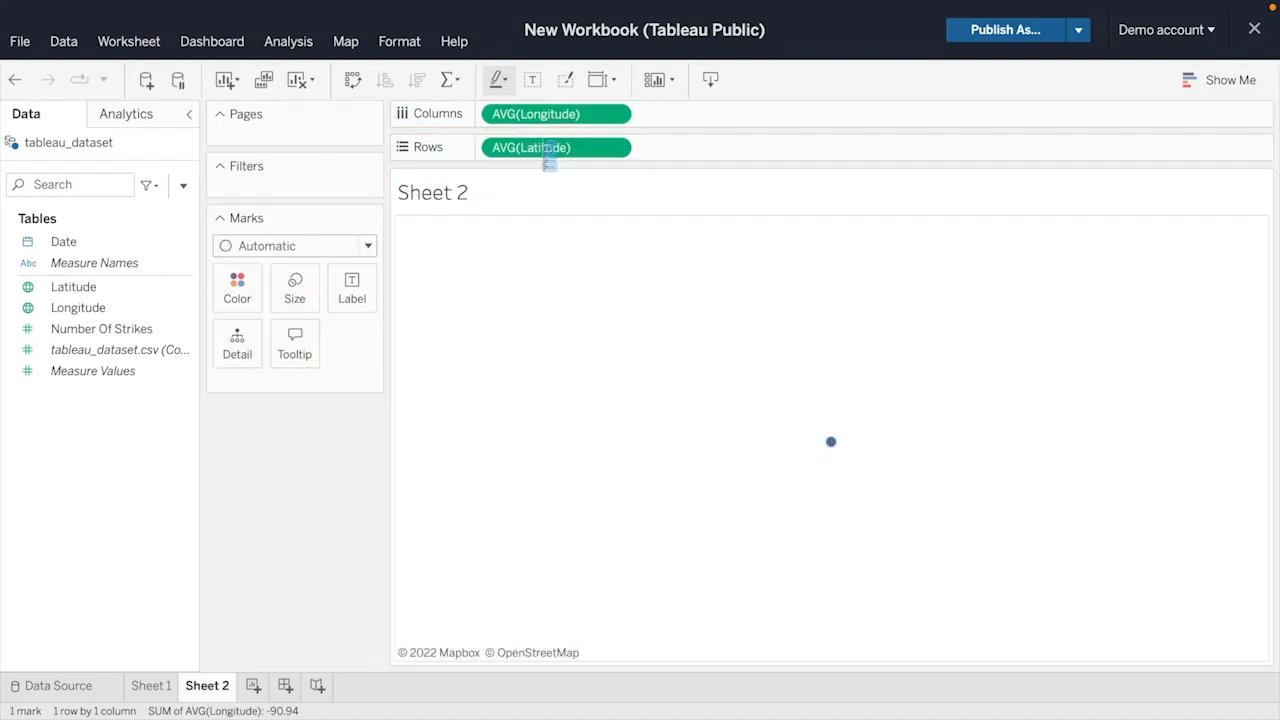 New Workbook (Tableau Public)
Publish As...
Demo account
File Data Worksheet Dashboard Analysis Map Format Help
Show Me
Data Analytics
tableau_dataset
Search
Tables
Date
Abc Measure Names
Latitude
Longitude
Number Of Strikes
tableau_dataset.csv (Co...
Measure Values
Pages
Filters
Marks
Automatic
Color Size T Label
Detail Tooltip
Columns AVG(Longitude)
Rows AVG(Latitude)
Sheet 2
© 2022 Mapbox © OpenStreetMap
Data Source Sheet 1 Sheet 2
1 mark 1 row by 1 column SUM of AVG(Longitude): -90.94